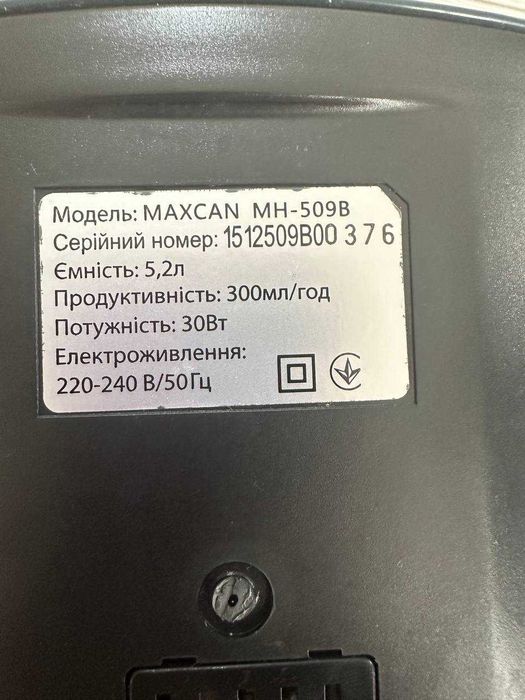 Модель: MAXCAN MH-509B
Серійний номер: 1512509B00 3 7 6
Ємність: 5,2л
Продуктивність: 300мл/год
Потужність: 30Вт
Електроживлення:
220-240 В/50Гц